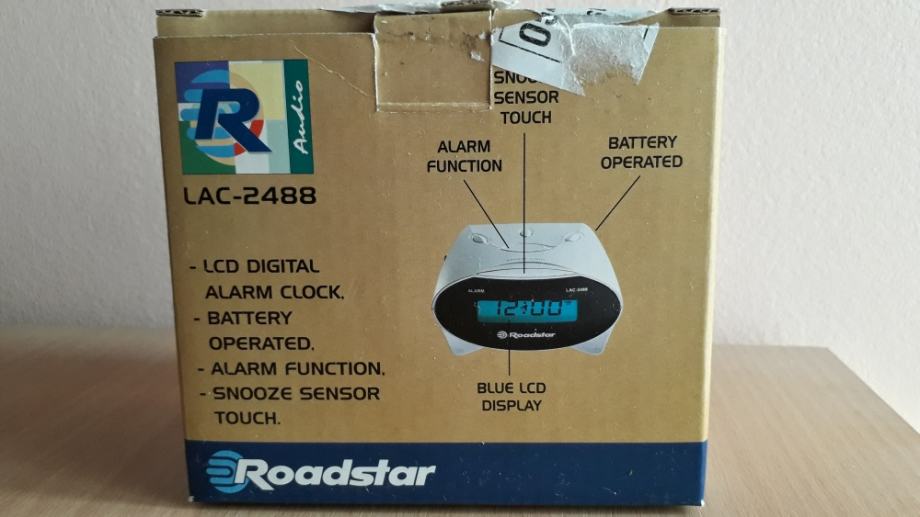 R
Audio
LAC-2488
- LCD DIGITAL
ALARM CLOCK.
- BATTERY
OPERATED.
- ALARM FUNCTION.
- SNOOZE SENSOR
TOUCH.
SENSOR
TOUCH
ALARM
FUNCTION
BATTERY
OPERATED
ALARM
LAC-2488
12:00
Roadstar
BLUE LCD
DISPLAY
Roadstar